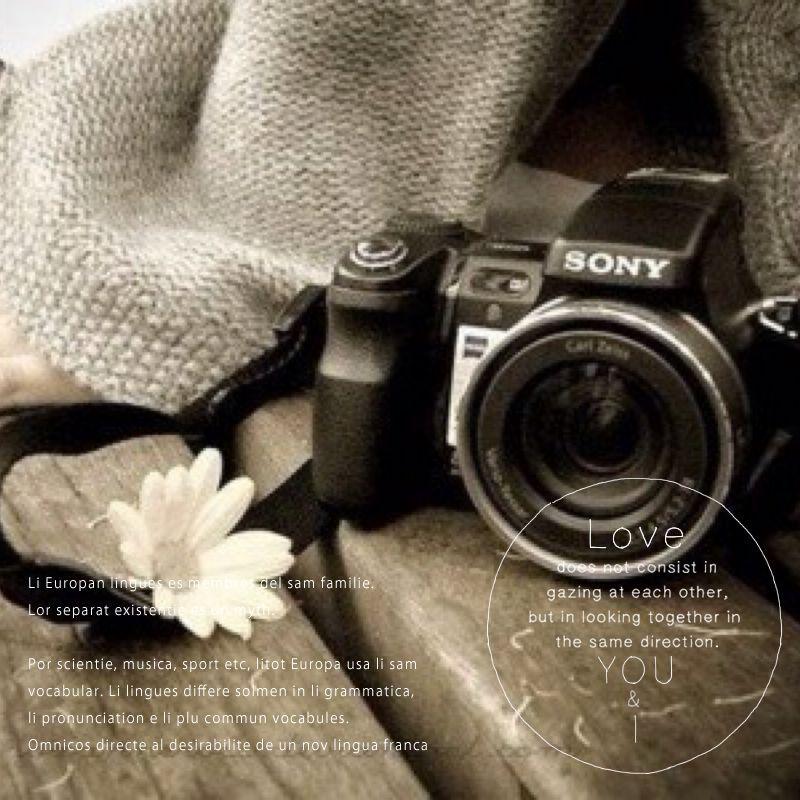 SONY
Carl Zeiss
Li Europan lingues es membres del sam familie.
Lor separat existentie es un myth.
Por scientie, musica, sport etc, litot Europa usa li sam
vocabular. Li lingues differe solmen in li grammatica,
li pronunciation e li plu commun vocabules.
Omnicos directe al desirabilite de un nov lingua franca
Love
does not consist in
gazing at each other,
but in looking together in
the same direction.
YOU
&
I